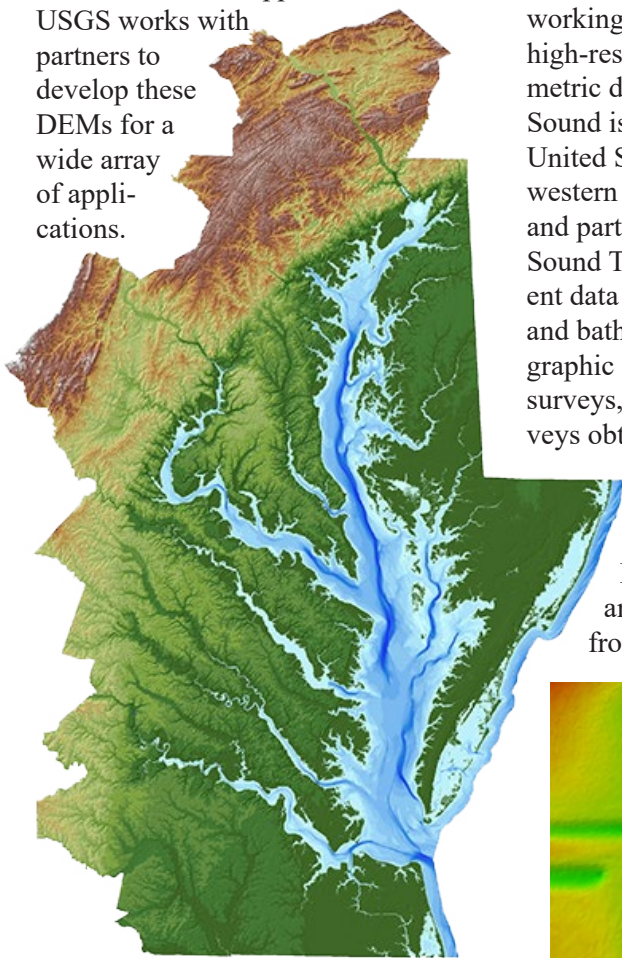 USGS works with
partners to
develop these
DEMs for a
wide array
of appli-
cations.
working
high-res
metric d
Sound is
United S
western
and part
Sound T
ent data
and bath
graphic
surveys,
veys obt
fro